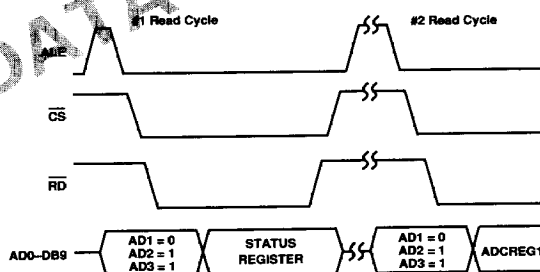 #1 Read Cycle
#2 Read Cycle
ALE
CS
RD
AD0–DB9
AD1 = 0
AD2 = 1
AD3 = 1
STATUS
REGISTER
AD1 = 0
AD2 = 1
AD3 = 1
ADCREG1
DATA